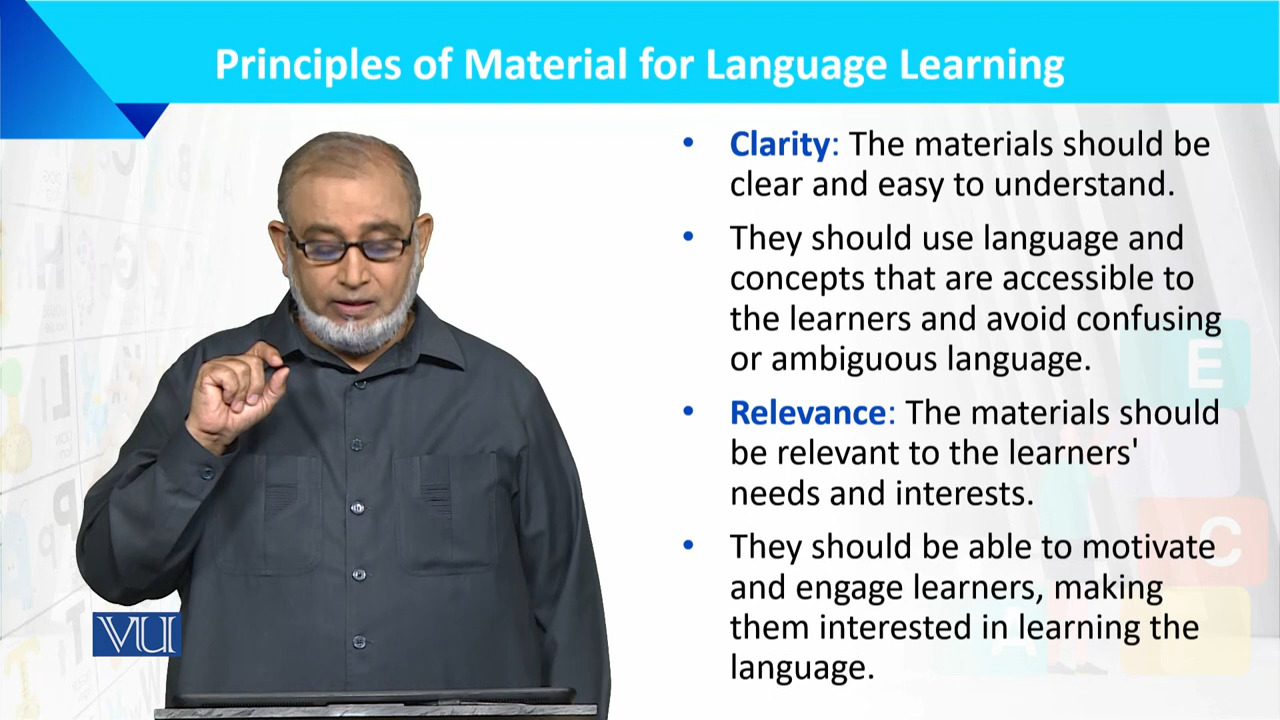 Principles of Material for Language Learning
• Clarity: The materials should be
clear and easy to understand.
• They should use language and
concepts that are accessible to
the learners and avoid confusing
or ambiguous language.
• Relevance: The materials should
be relevant to the learners'
needs and interests.
• They should be able to motivate
and engage learners, making
them interested in learning the
language.
VU
E
C
A